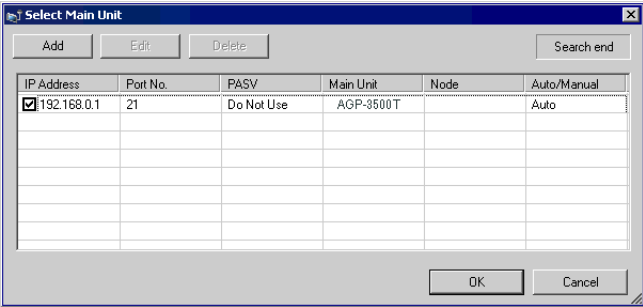 Select Main Unit
Add Edit Delete Search end
IP Address Port No. PASV Main Unit Node Auto/Manual
192.168.0.1 21 Do Not Use AGP-3500T Auto
OK Cancel